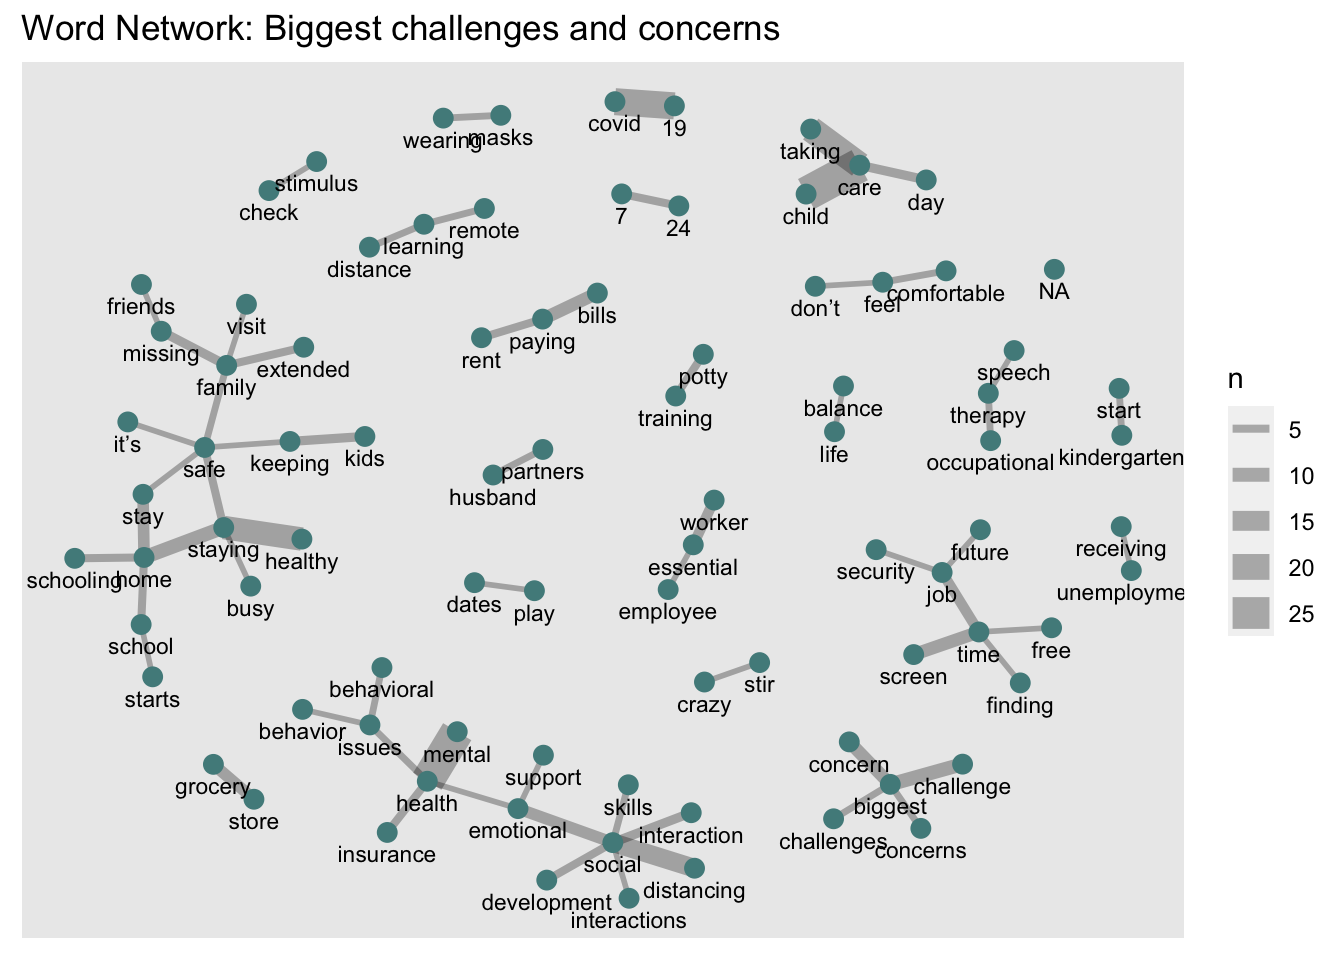 Word Network: Biggest challenges and concerns
covid
19
wearing
masks
taking
care
child
day
stimulus
check
7
24
remote
learning
distance
friends
missing
visit
extended
family
don’t
feel
comfortable
NA
bills
paying
rent
potty
training
balance
life
speech
therapy
occupational
start
kindergarten
it’s
safe
keeping
kids
partners
husband
stay
staying
healthy
schooling
home
busy
school
starts
worker
essential
employee
dates
play
security
future
job
receiving
unemployme
time
free
screen
finding
stir
crazy
behavioral
behavior
issues
mental
health
insurance
support
emotional
skills
interaction
social
distancing
development
interactions
grocery
store
concern
challenge
biggest
challenges
concerns
n
5
10
15
20
25